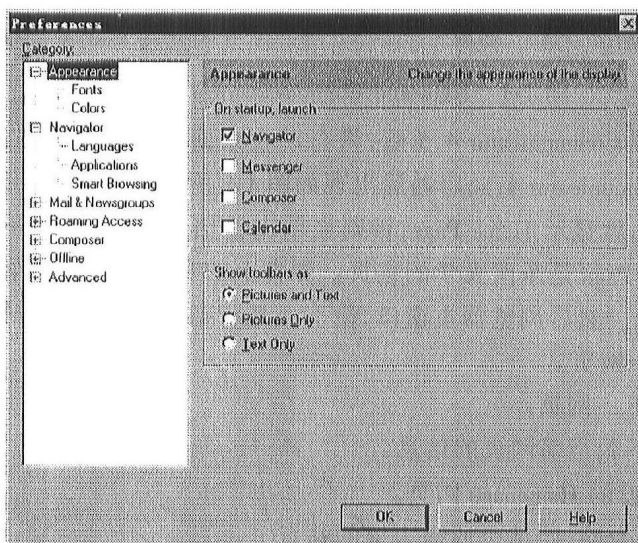 Preferences
Category:
Appearance
Fonts
Colors
Navigator
Languages
Applications
Smart Browsing
Mail & Newsgroups
Roaming Access
Composer
Offline
Advanced
Appearance Change the appearance of the display
On startup, launch
Navigator
Messenger
Composer
Calendar
Show toolbars as
Pictures and Text
Pictures Only
Text Only
OK Cancel Help